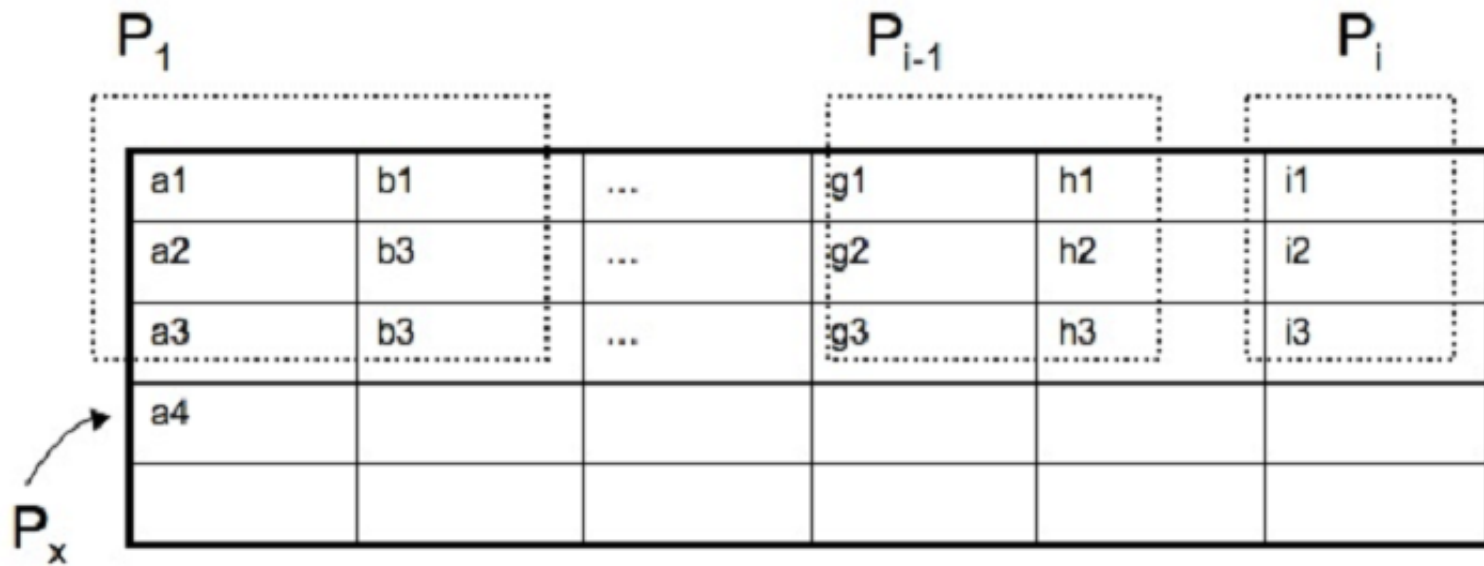 P1 Pi-1 Pi
a1 b1 ... g1 h1 i1
a2 b3 ... g2 h2 i2
a3 b3 ... g3 h3 i3
a4
Px